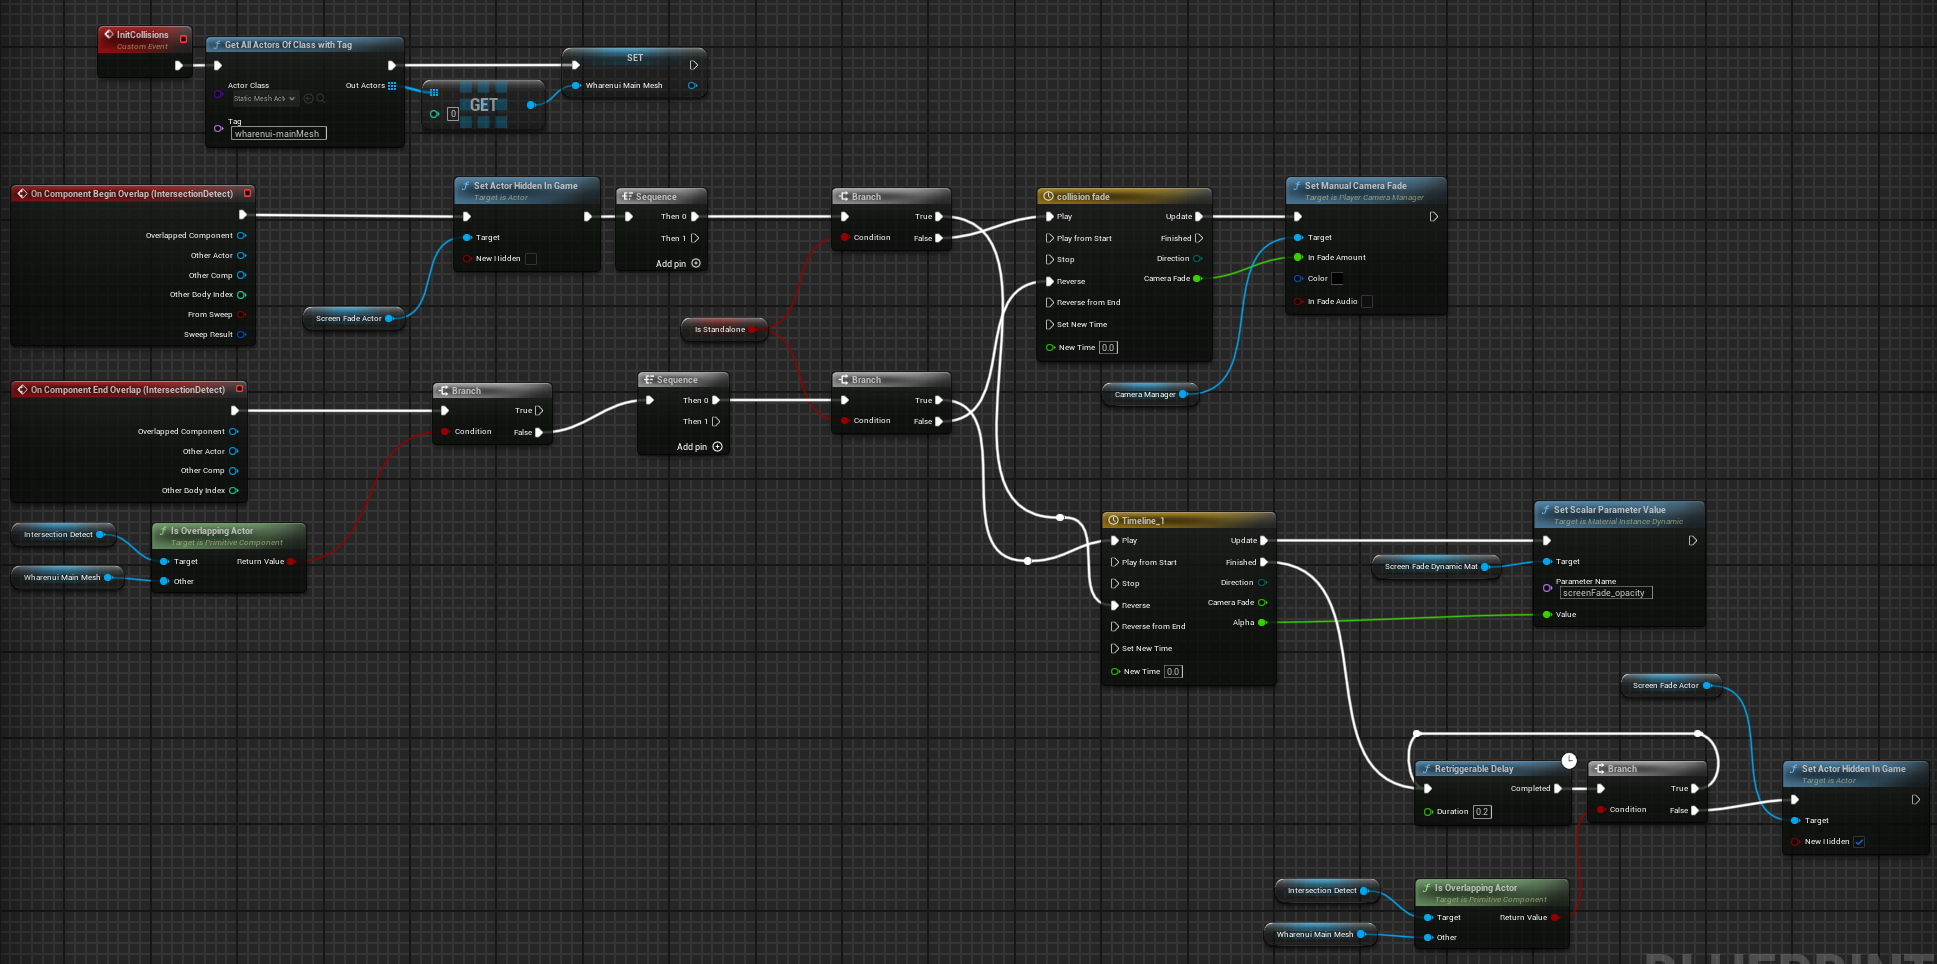 InitCollisions
Custom Event
Get All Actors Of Class with Tag
Actor Class
Static Mesh Act
Out Actors
Tag
wharenui-mainMesh
0
GET
SET
Wharenui Main Mesh
On Component Begin Overlap (IntersectionDetect)
Overlapped Component
Other Actor
Other Comp
Other Body Index
From Sweep
Sweep Result
Screen Fade Actor
Set Actor Hidden In Game
Target is Actor
Target
New Hidden
Sequence
Then 0
Then 1
Add pin
Is Standalone
Branch
True
Condition
False
collision fade
Play
Update
Play from Start
Finished
Stop
Direction
Reverse
Camera Fade
Reverse from End
Set New Time
New Time 0.0
Set Manual Camera Fade
Target is Player Camera Manager
Target
In Fade Amount
Color
In Fade Audio
Camera Manager
On Component End Overlap (IntersectionDetect)
Overlapped Component
Other Actor
Other Comp
Other Body Index
Branch
True
Condition
False
Sequence
Then 0
Then 1
Add pin
Branch
True
Condition
False
Intersection Detect
Wharenui Main Mesh
Is Overlapping Actor
Target is Primitive Component
Target
Return Value
Other
Timeline_1
Play
Update
Play from Start
Finished
Stop
Direction
Reverse
Camera Fade
Reverse from End
Alpha
Set New Time
New Time 0.0
Screen Fade Dynamic Mat
Set Scalar Parameter Value
Target is Material Instance Dynamic
Target
Parameter Name
screenFade_opacity
Value
Screen Fade Actor
Retriggerable Delay
Completed
Duration 0.2
Branch
True
Condition
False
Set Actor Hidden In Game
Target is Actor
Target
New Hidden
Intersection Detect
Wharenui Main Mesh
Is Overlapping Actor
Target is Primitive Component
Target
Return Value
Other
BLUEPRINT